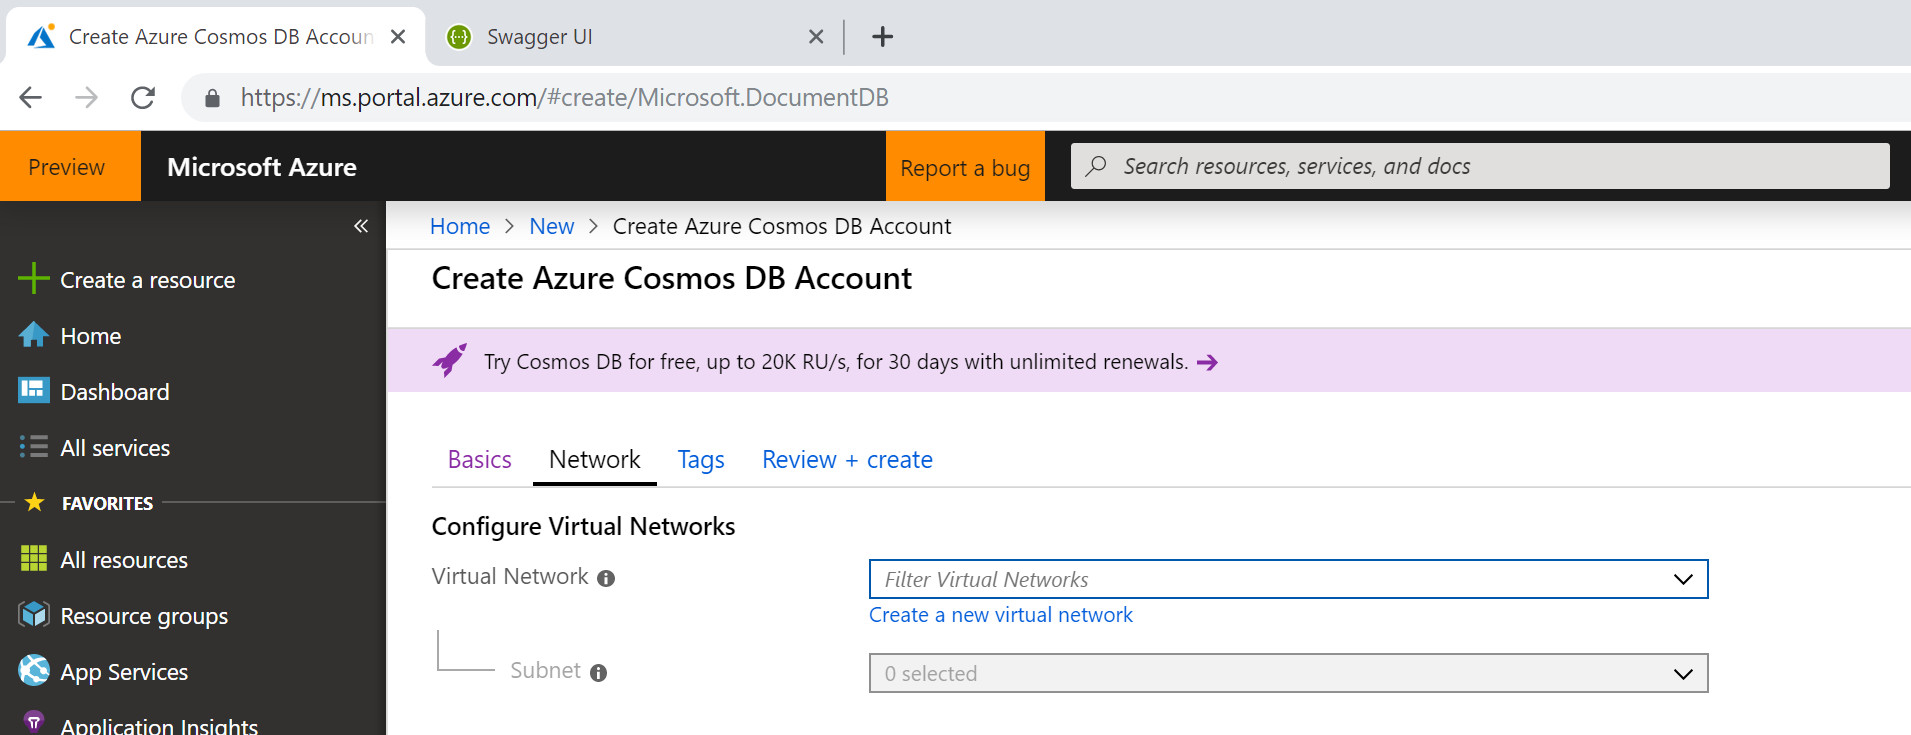 Create Azure Cosmos DB Accoun
Swagger UI
https://ms.portal.azure.com/#create/Microsoft.DocumentDB
Preview
Microsoft Azure
Report a bug
Search resources, services, and docs
Create a resource
Home
Dashboard
All services
FAVORITES
All resources
Resource groups
App Services
Application Insights
Home > New > Create Azure Cosmos DB Account
Create Azure Cosmos DB Account
Try Cosmos DB for free, up to 20K RU/s, for 30 days with unlimited renewals.
Basics Network Tags Review + create
Configure Virtual Networks
Virtual Network
Filter Virtual Networks
Create a new virtual network
Subnet
0 selected